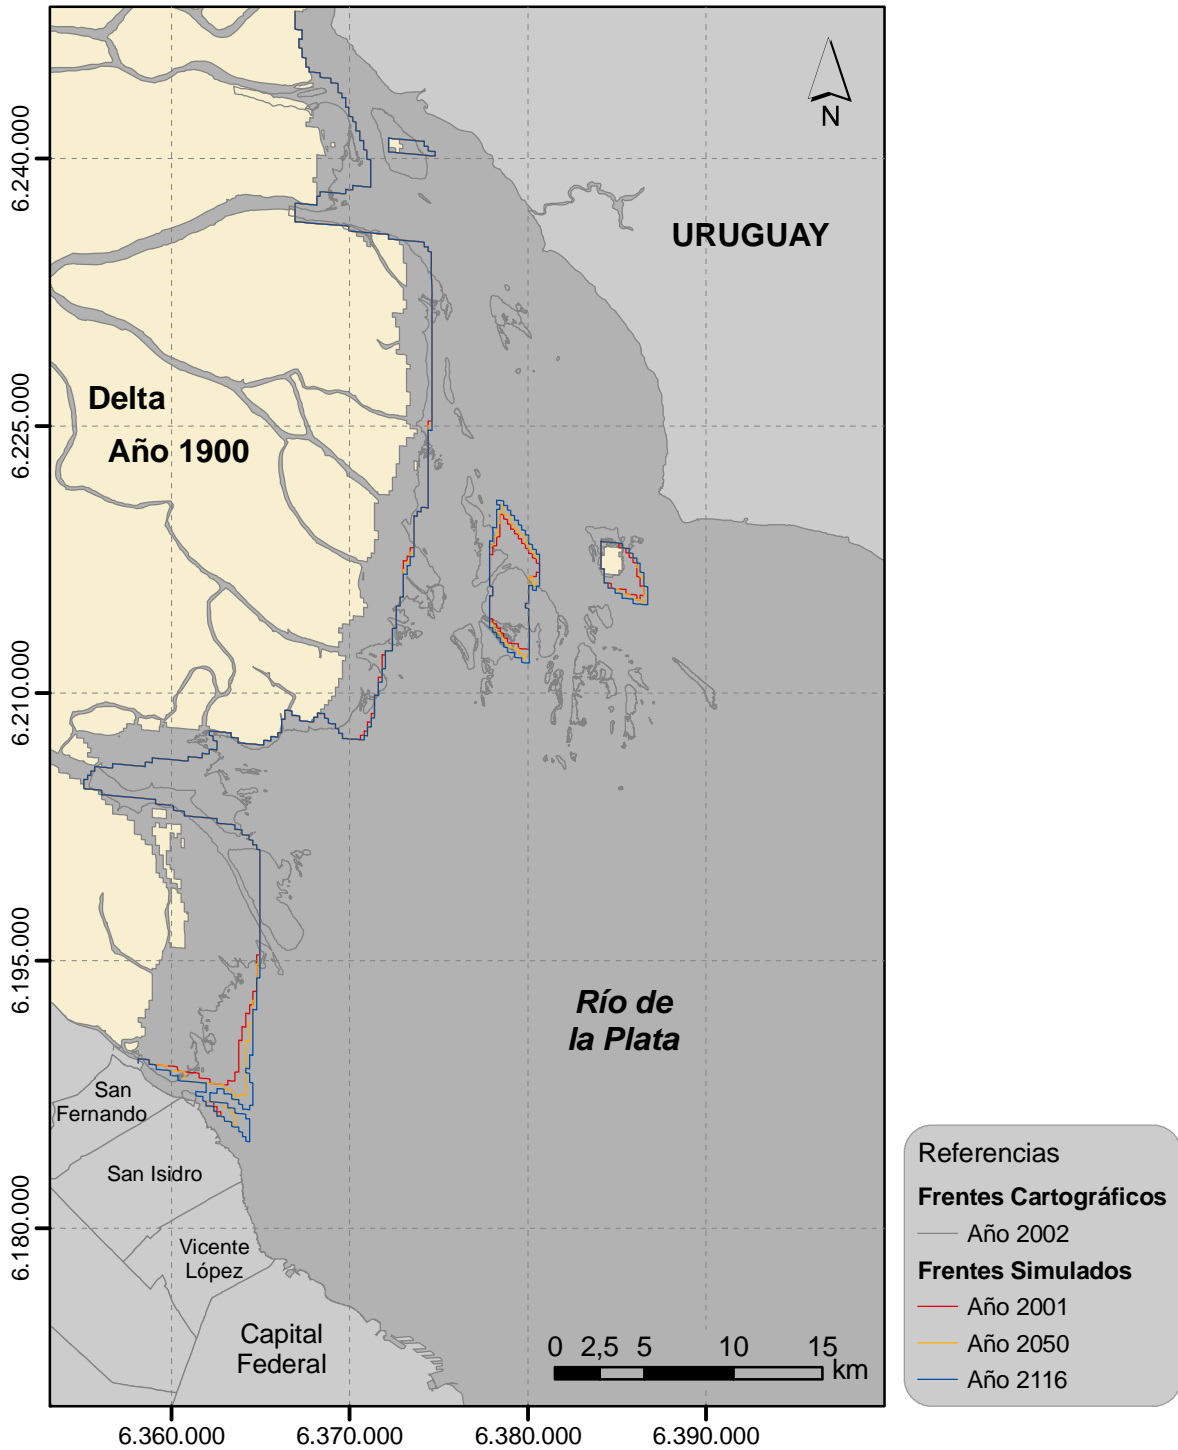 6.240.000
6.225.000
6.210.000
6.195.000
6.180.000
N
URUGUAY
Delta
Año 1900
Río de
la Plata
San
Fernando
San Isidro
Vicente
López
Capital
Federal
0 2,5 5 10 15
km
6.360.000 6.370.000 6.380.000 6.390.000
Referencias
Frentes Cartográficos
Año 2002
Frentes Simulados
Año 2001
Año 2050
Año 2116